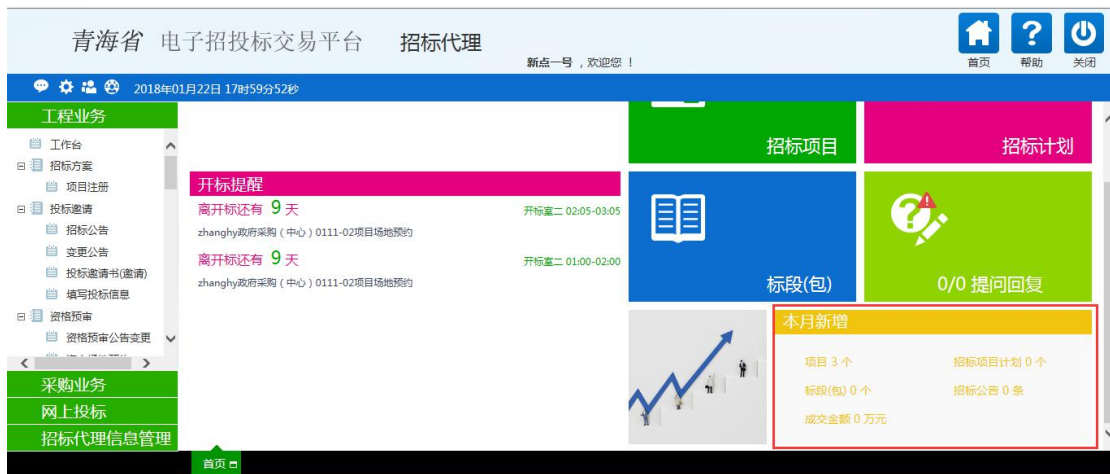 青海省 电子招投标交易平台 招标代理
新点一号，欢迎您！
首页 帮助 关闭
2018年01月22日 17时59分52秒
工程业务
工作台
招标方案
项目注册
投标邀请
招标公告
变更公告
投标邀请书(邀请)
填写投标信息
资格预审
资格预审公告变更
采购业务
网上投标
招标代理信息管理
开标提醒
离开标还有 9 天 开标室二 02:05-03:05
zhanghy政府采购（中心）0111-02项目场地预约
离开标还有 9 天 开标室二 01:00-02:00
zhanghy政府采购（中心）0111-02项目场地预约
招标项目 招标计划
标段(包) 0/0 提问回复
本月新增
项目 3 个 招标项目计划 0 个
标段(包) 0 个 招标公告 0 条
成交金额 0 万元
首页